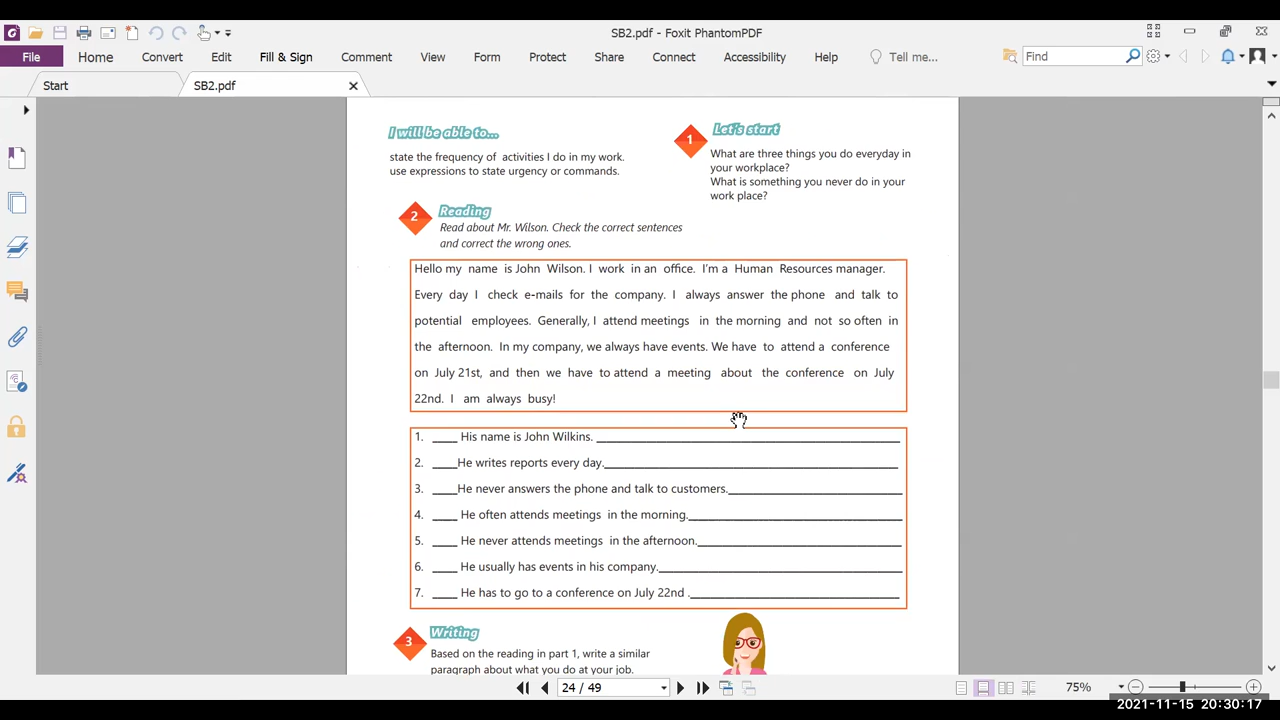 SB2.pdf - Foxit PhantomPDF
File Home Convert Edit Fill & Sign Comment View Form Protect Share Connect Accessibility Help Tell me... Find
Start SB2.pdf
I will be able to...
state the frequency of activities I do in my work.
use expressions to state urgency or commands.
1 Let's start
What are three things you do everyday in
your workplace?
What is something you never do in your
work place?
2 Reading
Read about Mr. Wilson. Check the correct sentences
and correct the wrong ones.
Hello my name is John Wilson. I work in an office. I'm a Human Resources manager.
Every day I check e-mails for the company. I always answer the phone and talk to
potential employees. Generally, I attend meetings in the morning and not so often in
the afternoon. In my company, we always have events. We have to attend a conference
on July 21st, and then we have to attend a meeting about the conference on July
22nd. I am always busy!
1. ____ His name is John Wilkins. ____
2. ____He writes reports every day.____
3. ____He never answers the phone and talk to customers.____
4. ____ He often attends meetings in the morning.____
5. ____ He never attends meetings in the afternoon.____
6. ____ He usually has events in his company.____
7. ____ He has to go to a conference on July 22nd .____
3 Writing
Based on the reading in part 1, write a similar
paragraph about what you do at your job.
24 / 49
75%
2021-11-15 20:30:17